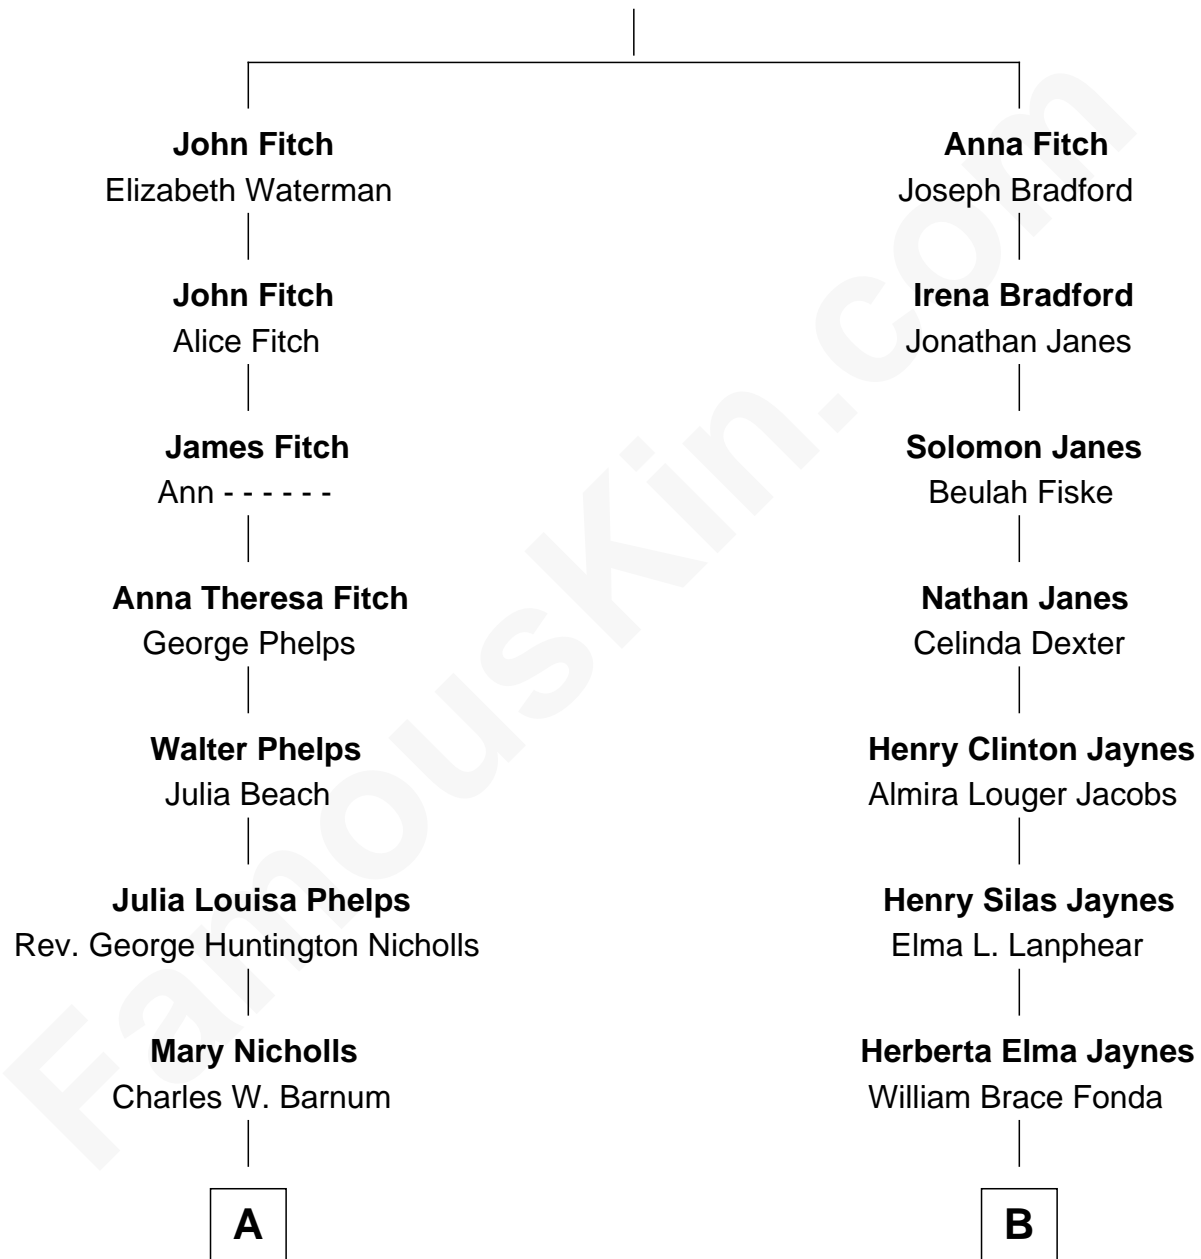 John Fitch
Elizabeth Waterman
John Fitch
Alice Fitch
James Fitch
Ann - - - - - -
Anna Theresa Fitch
George Phelps
Walter Phelps
Julia Beach
Julia Louisa Phelps
Rev. George Huntington Nicholls
Mary Nicholls
Charles W. Barnum
A
Anna Fitch
Joseph Bradford
Irena Bradford
Jonathan Janes
Solomon Janes
Beulah Fiske
Nathan Janes
Celinda Dexter
Henry Clinton Jaynes
Almira Louger Jacobs
Henry Silas Jaynes
Elma L. Lanphear
Herberta Elma Jaynes
William Brace Fonda
B
FamousKin.com